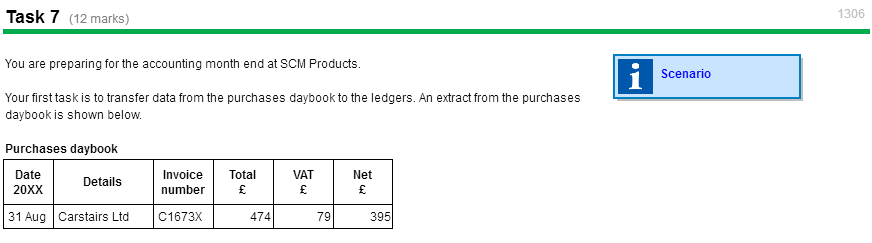 Task 7 (12 marks)
1306
You are preparing for the accounting month end at SCM Products.
Scenario
Your first task is to transfer data from the purchases daybook to the ledgers. An extract from the purchases
daybook is shown below.
Purchases daybook
Date 20XX Details Invoice number Total £ VAT £ Net £
31 Aug Carstairs Ltd C1673X 474 79 395